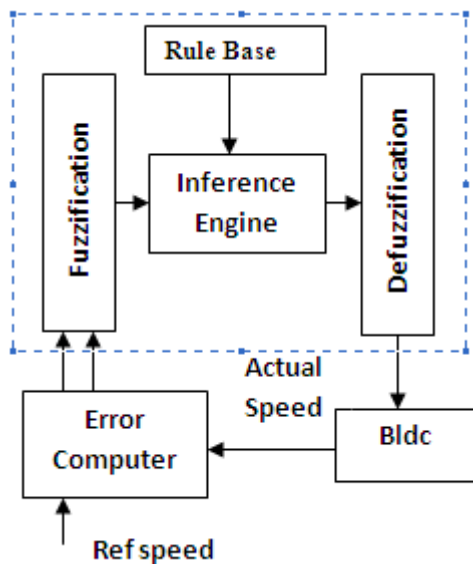 Rule Base
Fuzzification
Inference
Engine
Defuzzification
Actual
Speed
Error
Computer
Bldc
Ref speed